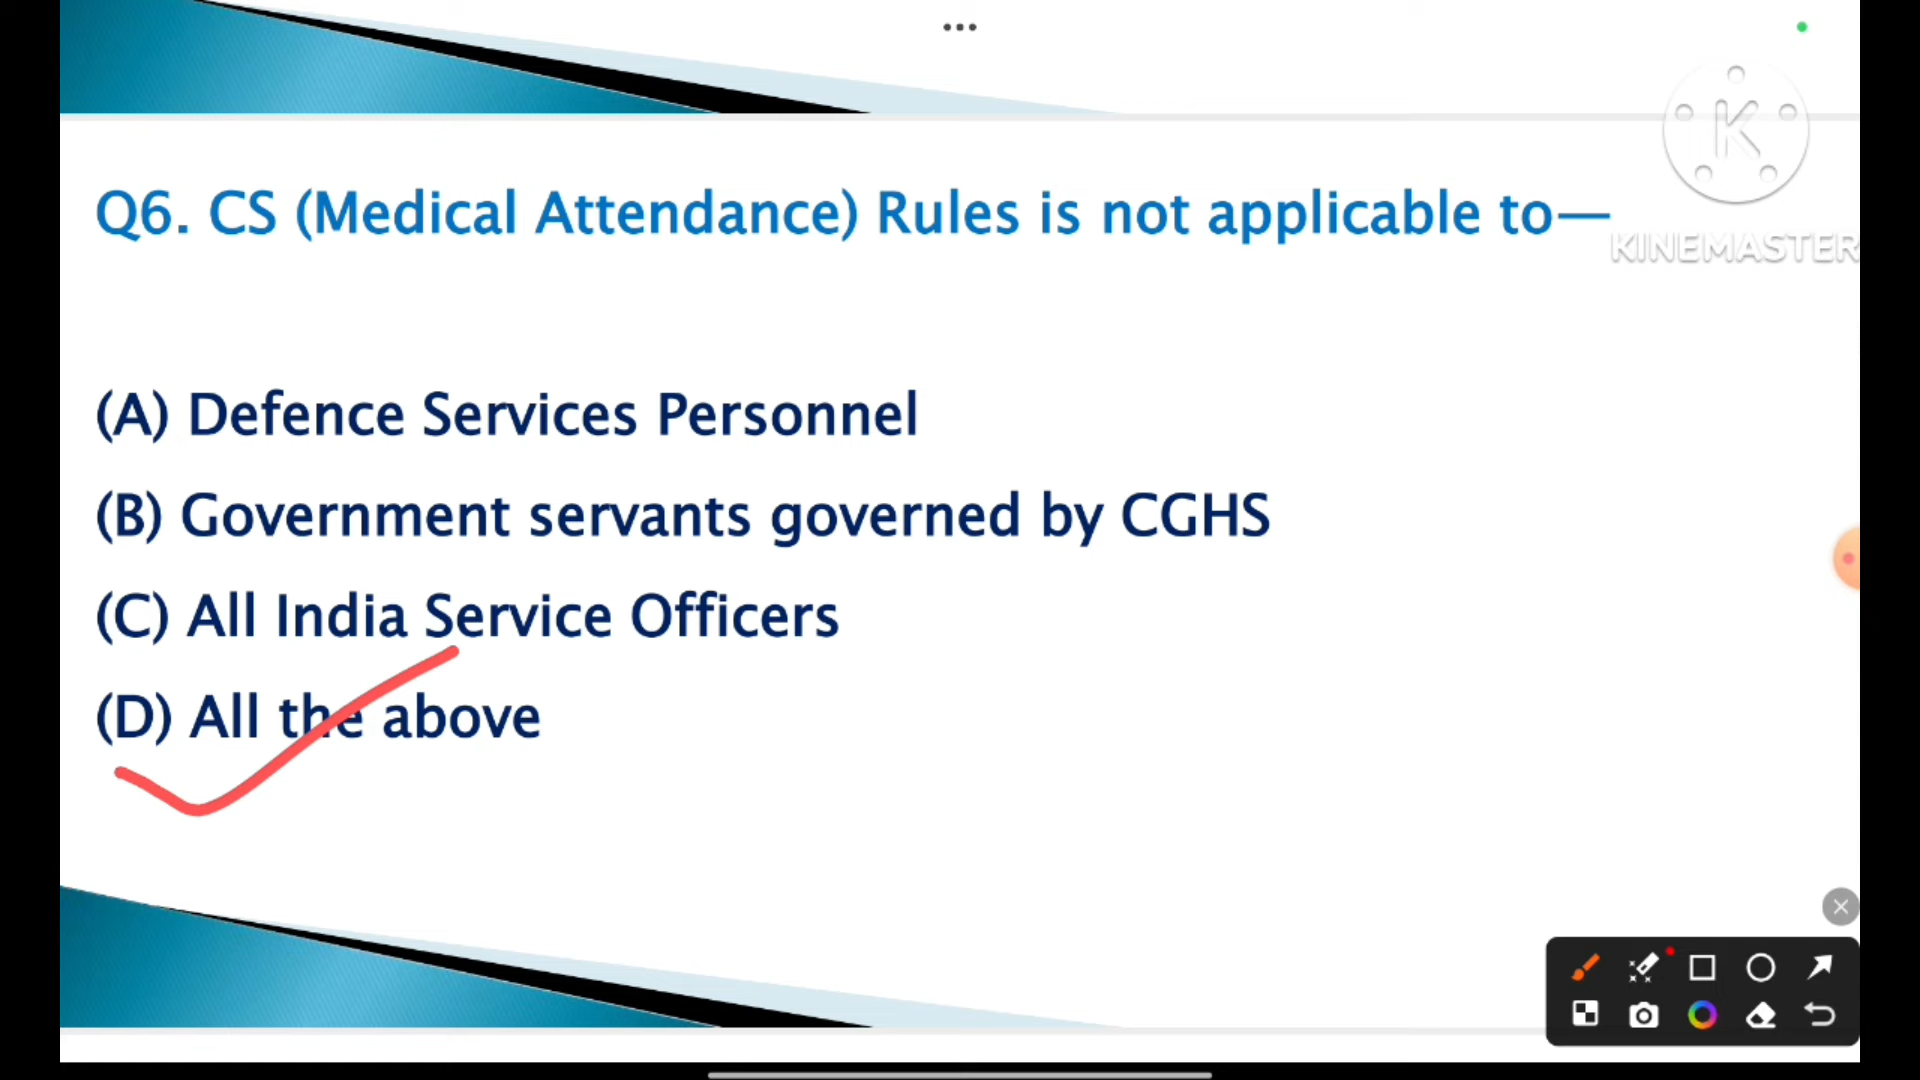 Q6. CS (Medical Attendance) Rules is not applicable to—
K
KINEMASTER
(A) Defence Services Personnel
(B) Government servants governed by CGHS
(C) All India Service Officers
(D) All the above